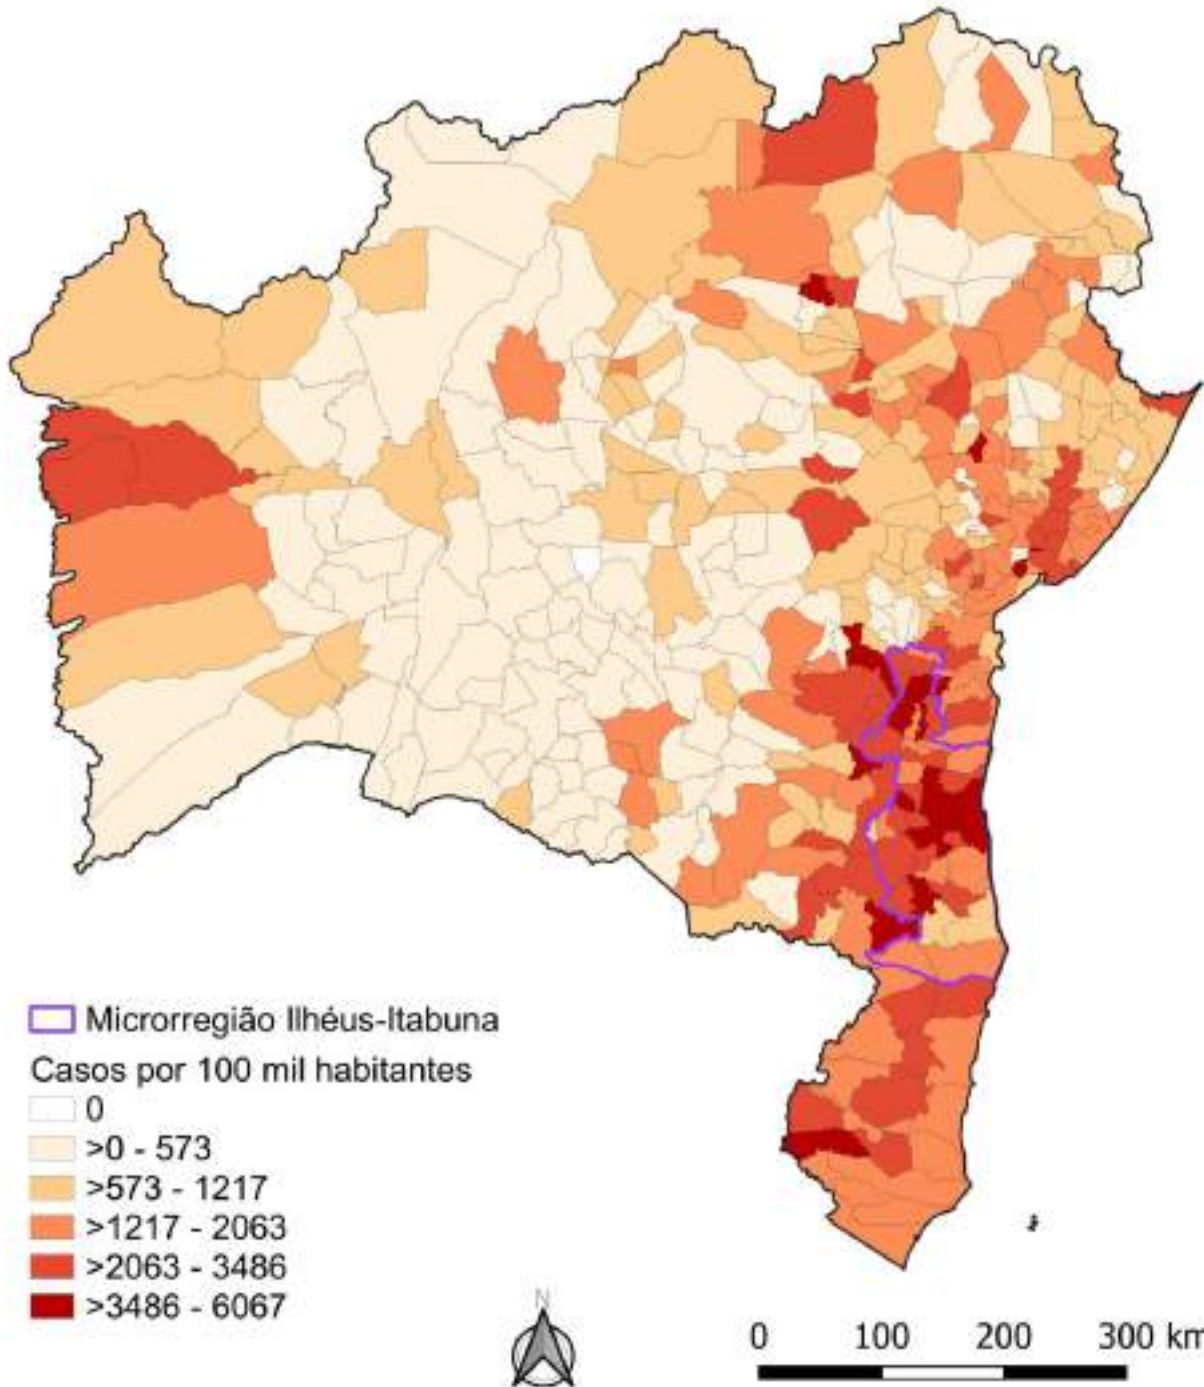 Microrregião Ilhéus-Itabuna
Casos por 100 mil habitantes
0
>0 - 573
>573 - 1217
>1217 - 2063
>2063 - 3486
>3486 - 6067
N
0 100 200 300 km